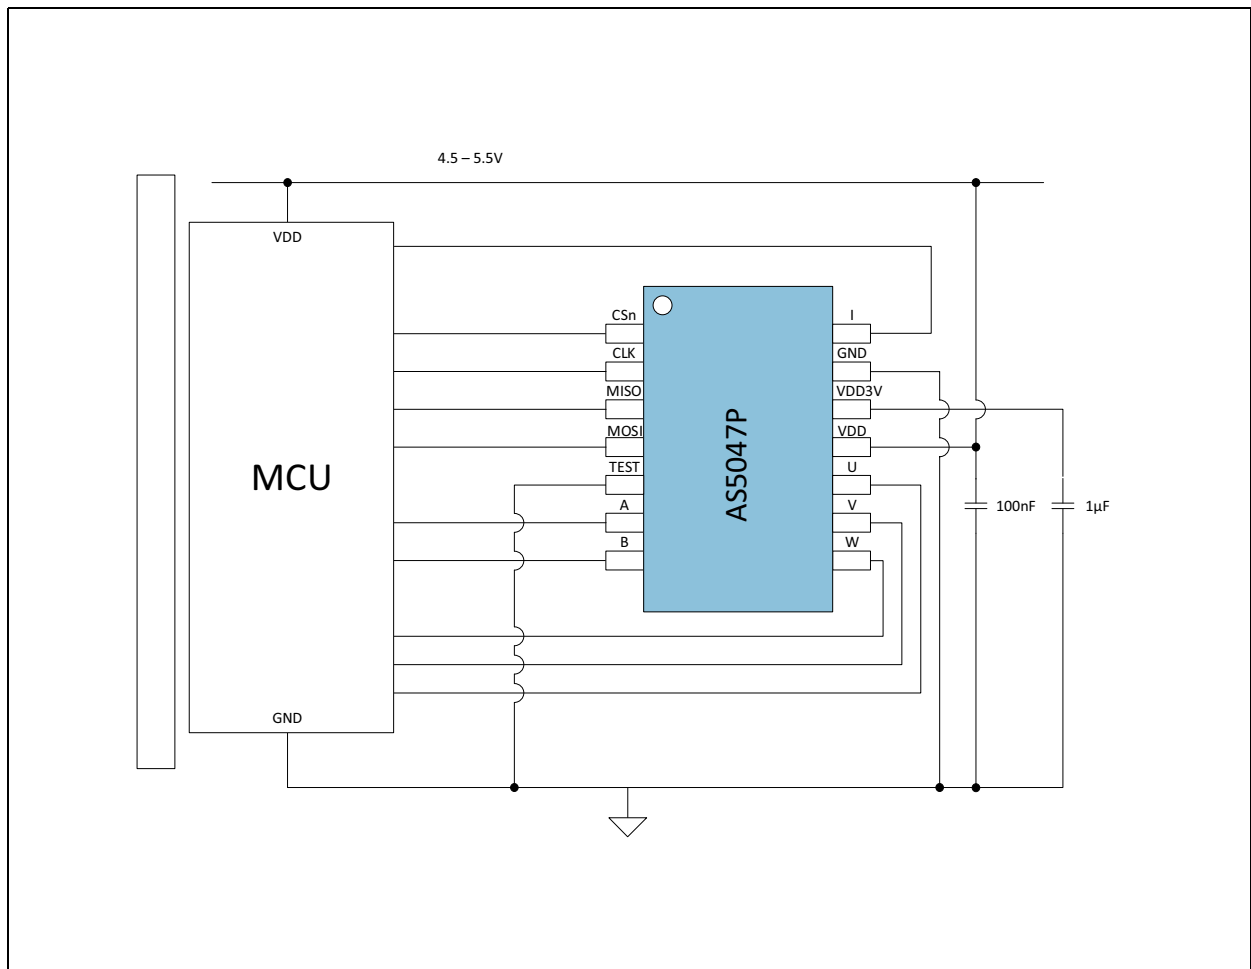 4.5 – 5.5V
VDD
MCU
GND
CSn
CLK
MISO
MOSI
TEST
A
B
AS5047P
I
GND
VDD3V
VDD
U
V
W
100nF
1µF